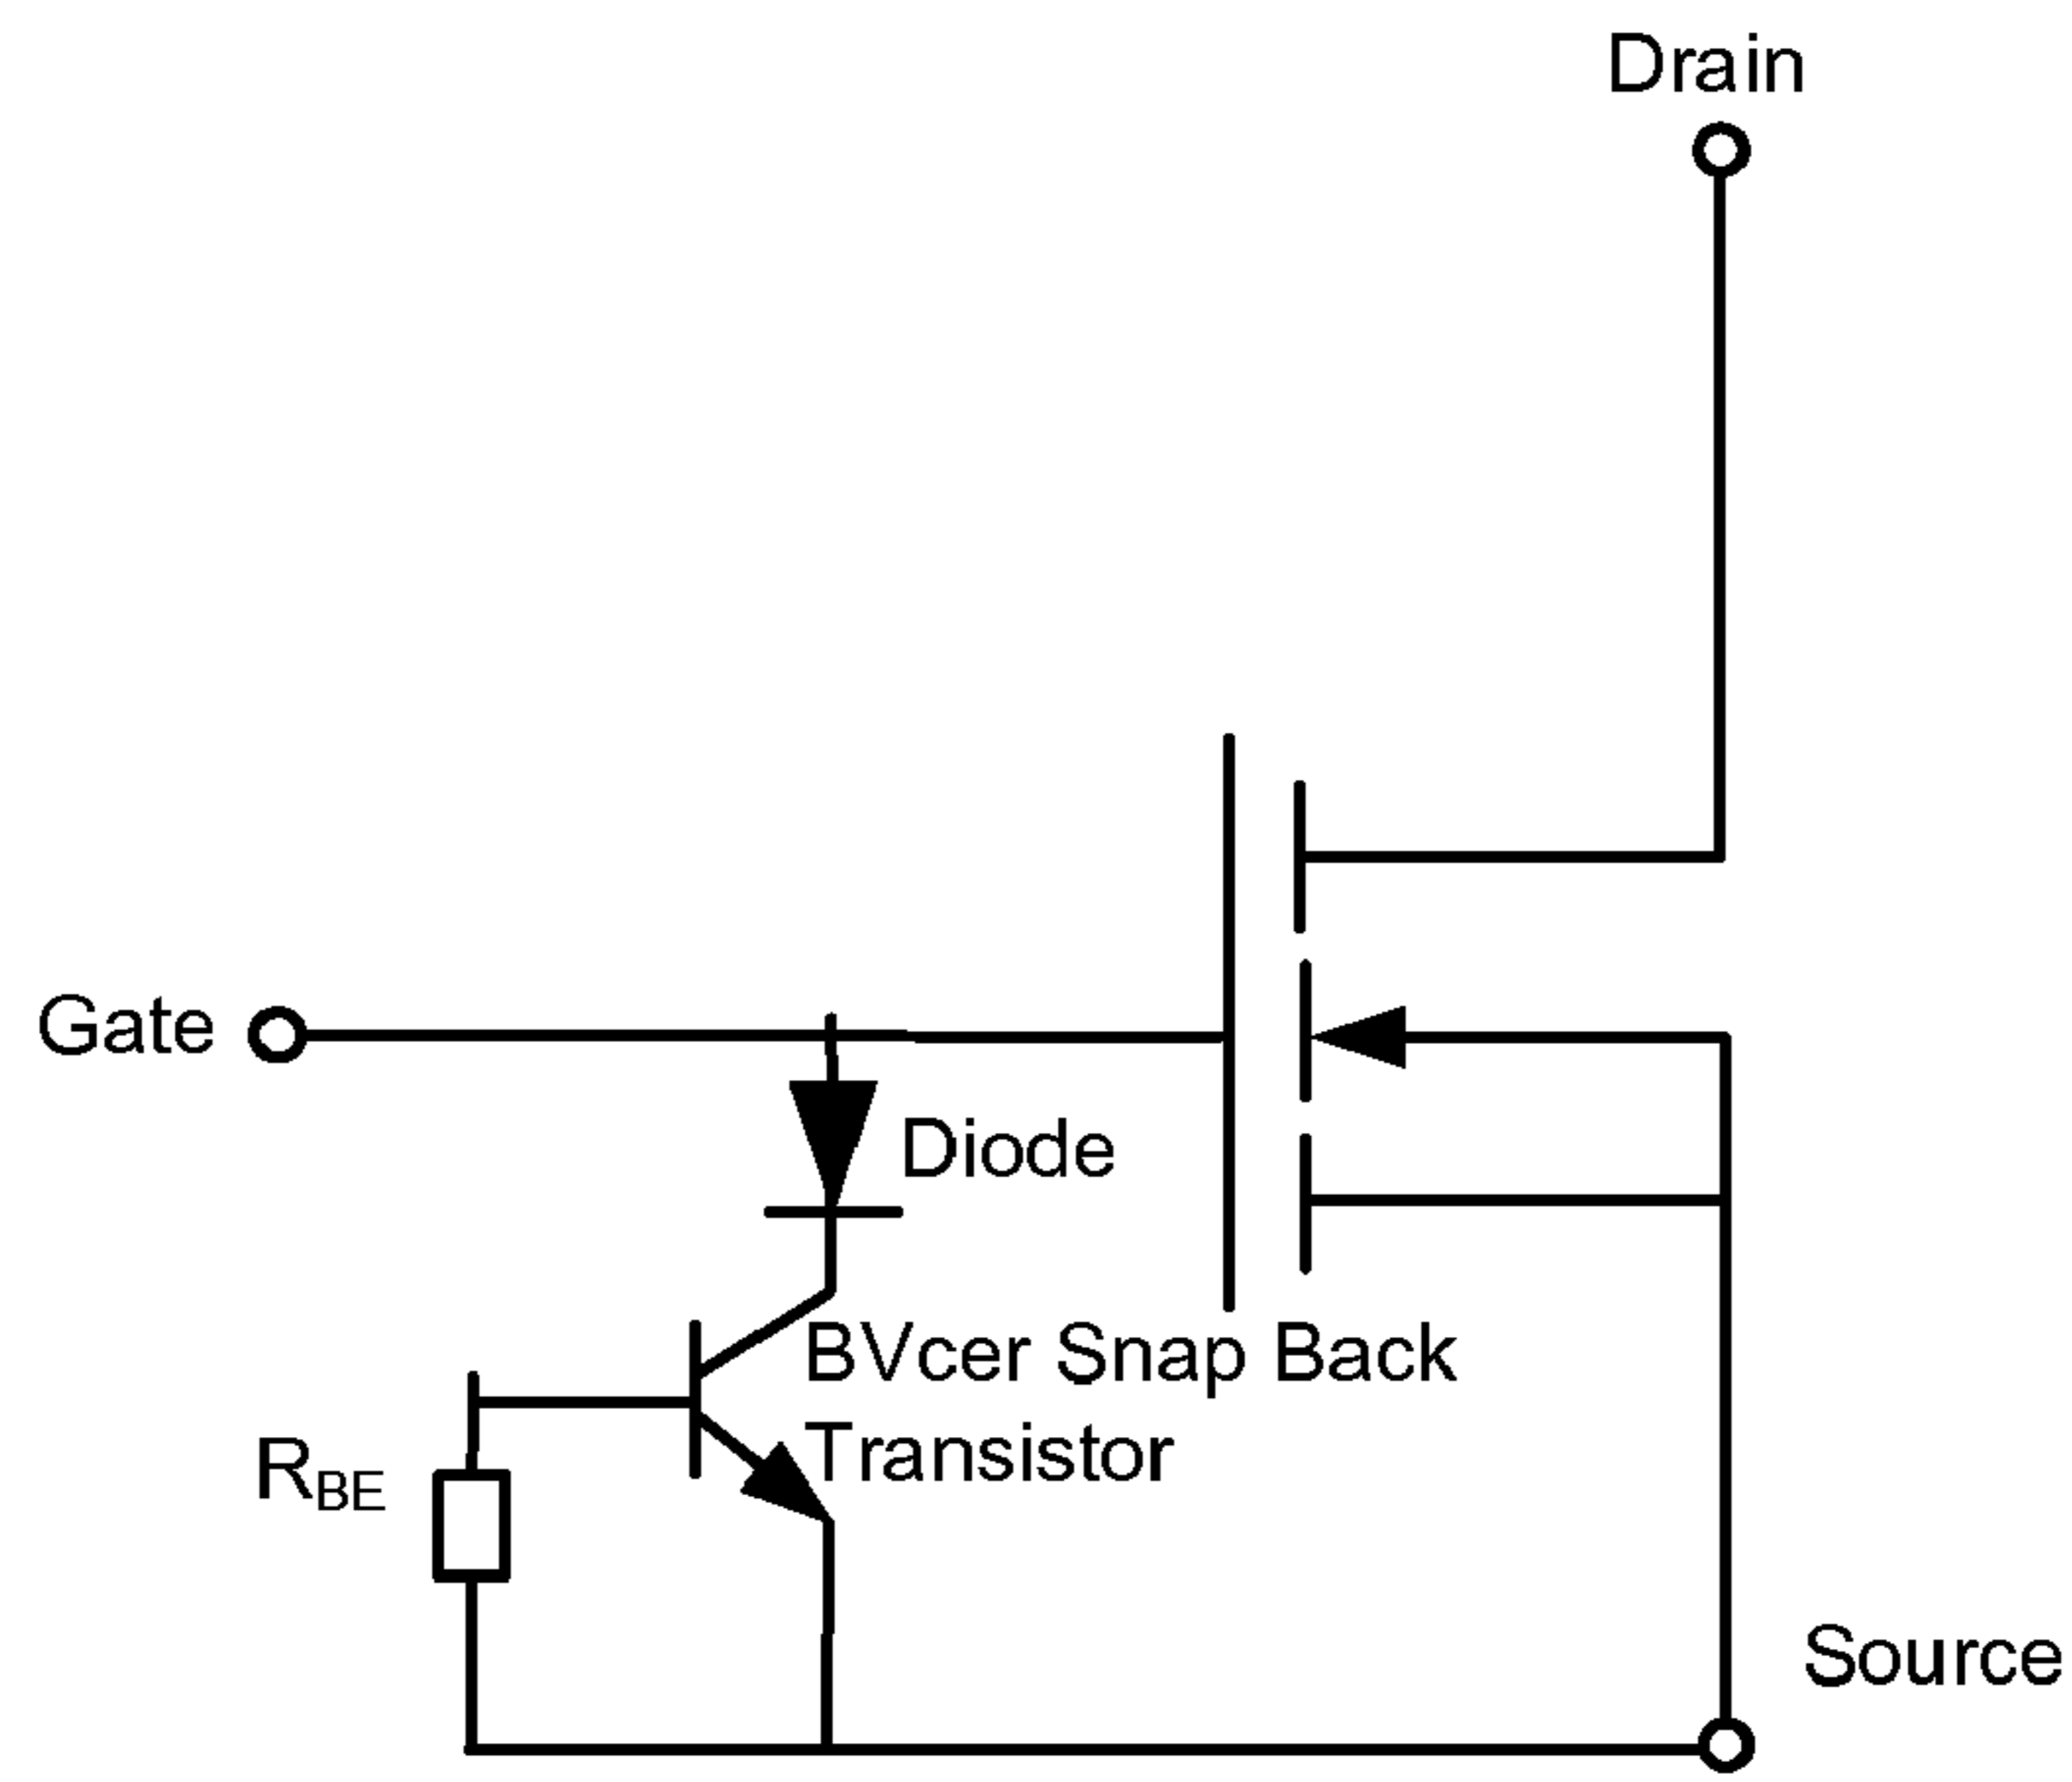 Drain
Gate
Diode
BVcer Snap Back
Transistor
RBE
Source